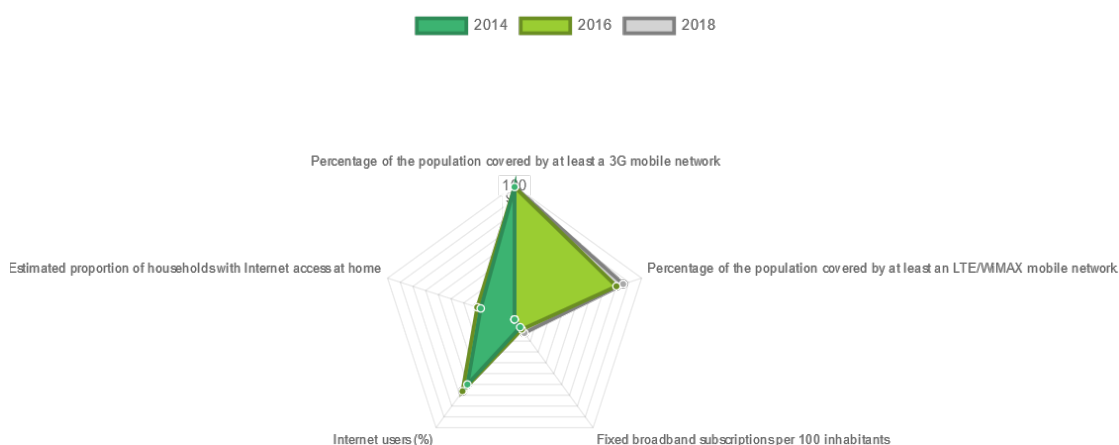 2014 2016 2018
Percentage of the population covered by at least a 3G mobile network
Estimated proportion of households with Internet access at home
Percentage of the population covered by at least an LTE/WiMAX mobile network
Internet users (%)
Fixed broadband subscriptions per 100 inhabitants